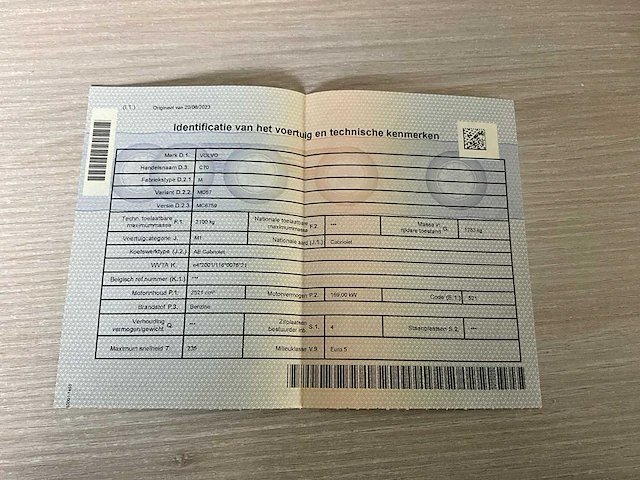 (I.1.) Origineel van 20/06/2023
Identificatie van het voertuig en technische kenmerken
Merk D.1. VOLVO
Handelsnaam D.3. C70
Fabriekstype D.2.1. M
Variant D.2.2. MC67
Versie D.2.3. MC6759
Techn. toelaatbare maximummassa F.1. 2100 kg Nationale toelaatbare maximummassa F.2. --- Massa in rijklare toestand G. 1783 kg
Voertuigcategorie J. M1 Nationale aard (J.1.) Cabriolet
Koetswerktype (J.2.) AE Cabriolet
WVTA K.
Belgisch ref.nummer (K.1.) ---
Motorinhoud P.1. 2521 cm³ Motorvermogen P.2. 169,00 kW Code (E.1.) 521
Brandstof P.3. Benzine
Verhouding vermogen/gewicht Q. --- Zitplaatsen bestuurder inb. S.1. 4 Staanplaatsen S.2. ---
Maximum snelheid T. 235 Milieuklasse V.9. Euro 5